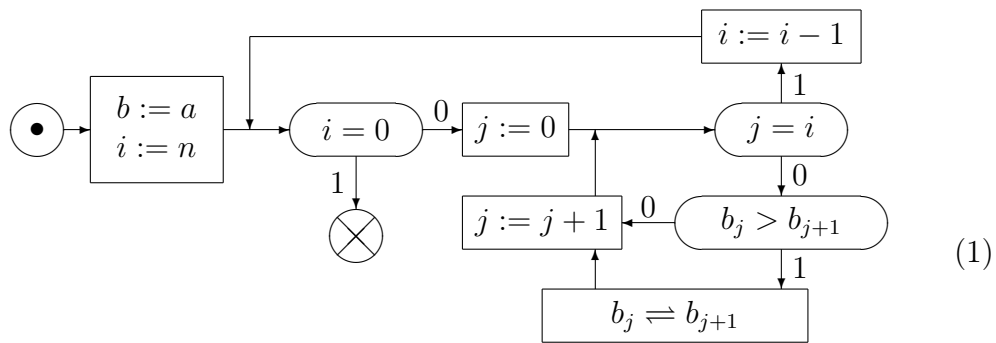 i := i − 1
1
b := a
i := n
i = 0
0
j := 0
j = i
1
0
j := j + 1
0
b_j > b_{j+1}
(1)
1
b_j ⇌ b_{j+1}